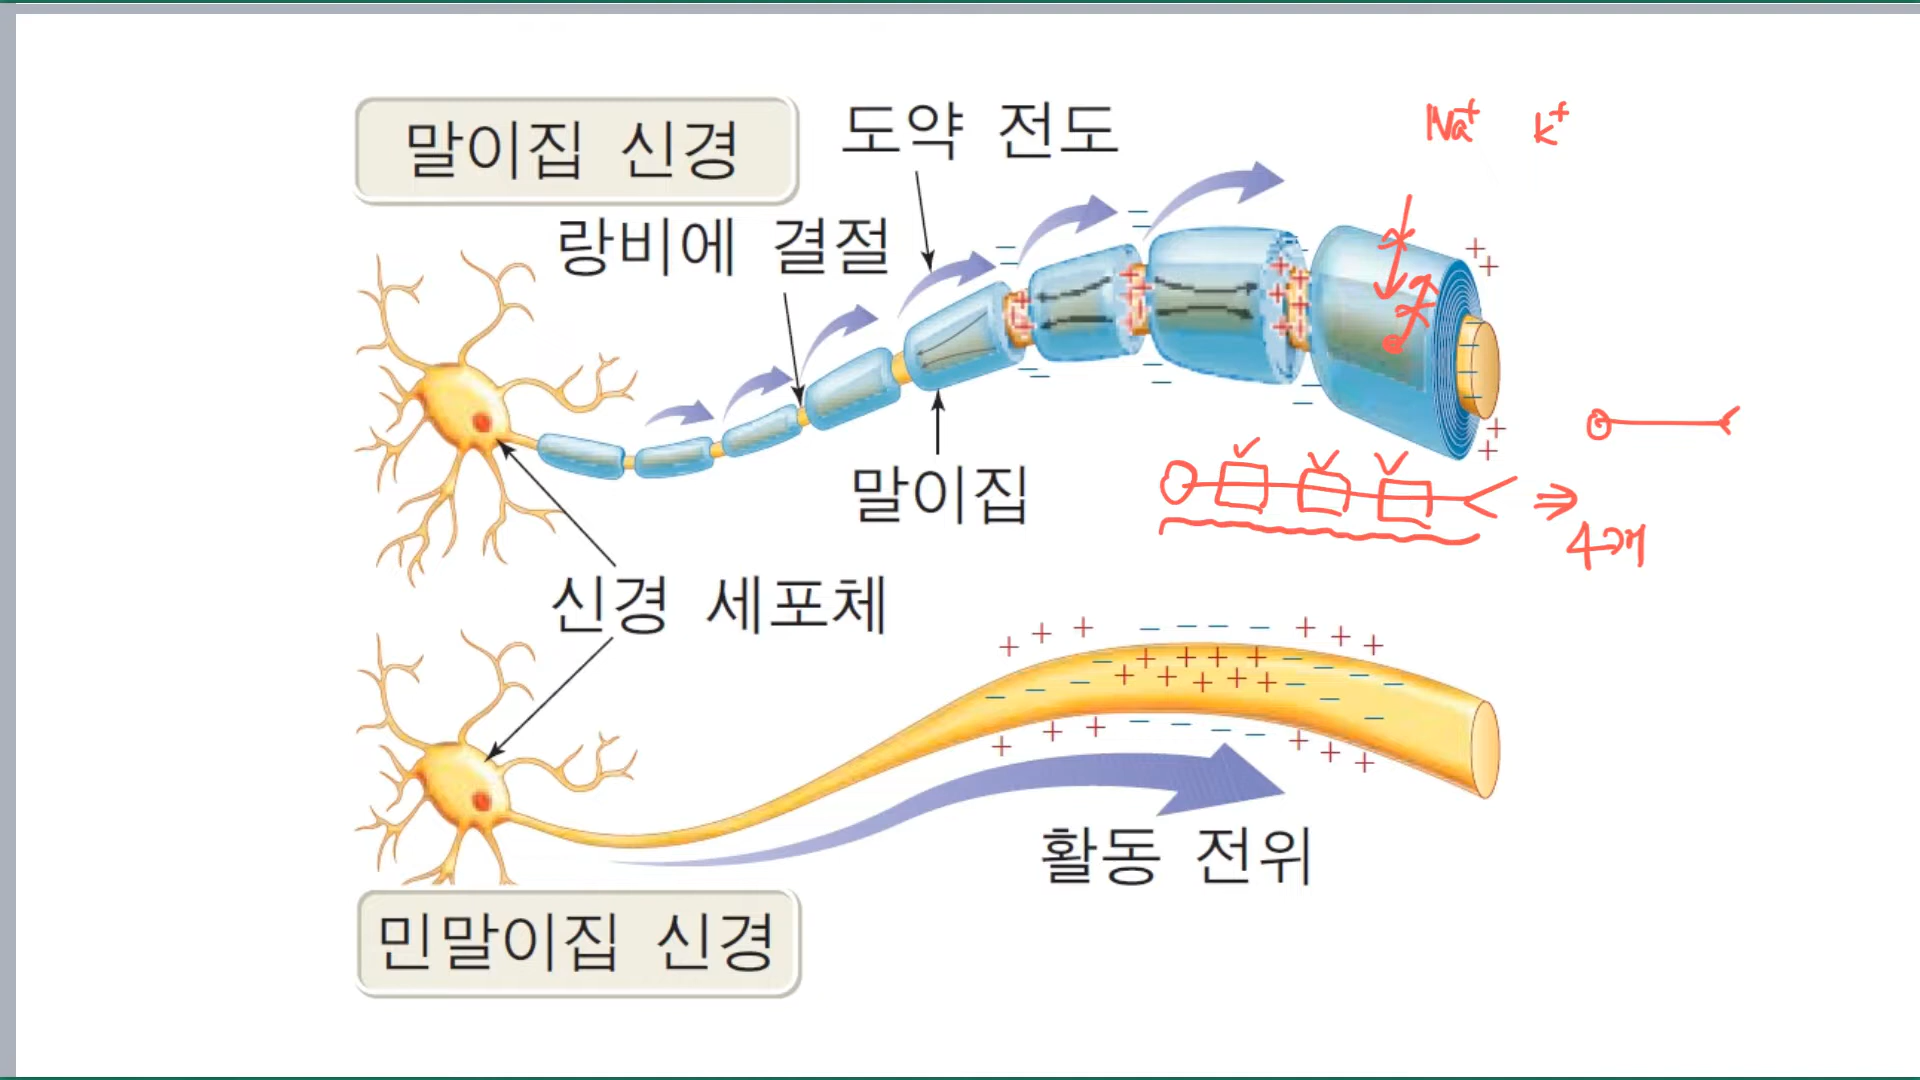 말이집 신경
도약 전도
Na⁺ K⁺
랑비에 결절
말이집
4개
신경 세포체
활동 전위
민말이집 신경